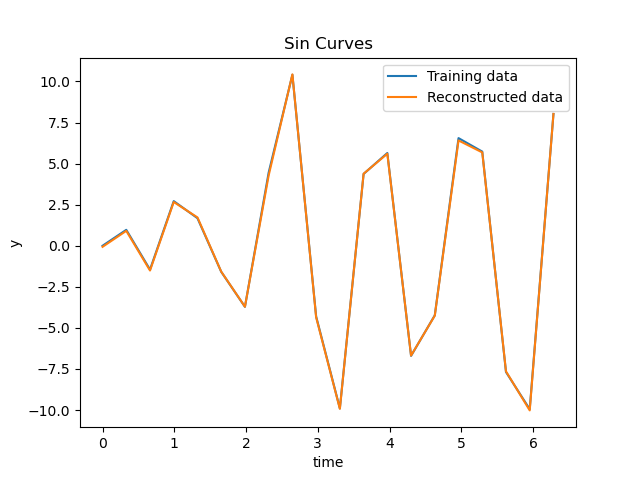 Sin Curves
Training data
Reconstructed data
10.0
7.5
5.0
2.5
0.0
−2.5
−5.0
−7.5
−10.0
y
0 1 2 3 4 5 6
time